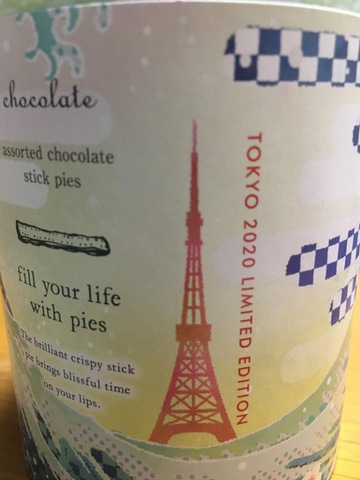 chocolate
assorted chocolate
stick pies
fill your life
with pies
The brilliant crispy stick
pie brings blissful time
on your lips.
TOKYO 2020 LIMITED EDITION